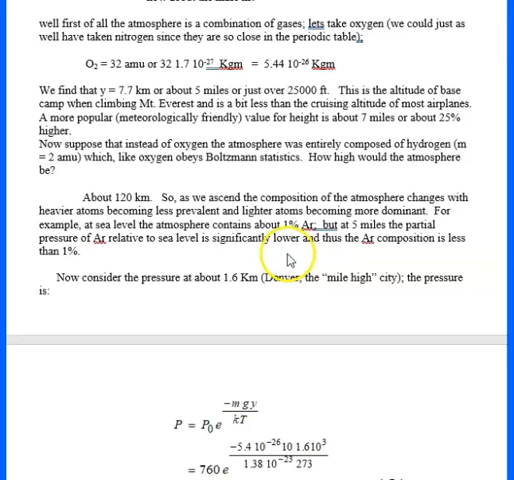 well first of all the atmosphere is a combination of gases; lets take oxygen (we could just as
well have taken nitrogen since they are so close in the periodic table);
O₂ = 32 amu or 32 1.7 10⁻²⁷ Kgm = 5.44 10⁻²⁶ Kgm
We find that y = 7.7 km or about 5 miles or just over 25000 ft. This is the altitude of base
camp when climbing Mt. Everest and is a bit less than the cruising altitude of most airplanes.
A more popular (meteorologically friendly) value for height is about 7 miles or about 25%
higher.
Now suppose that instead of oxygen the atmosphere was entirely composed of hydrogen (m
= 2 amu) which, like oxygen obeys Boltzmann statistics. How high would the atmosphere
be?
About 120 km. So, as we ascend the composition of the atmosphere changes with
heavier atoms becoming less prevalent and lighter atoms becoming more dominant. For
example, at sea level the atmosphere contains about 1% Ar; but at 5 miles the partial
pressure of Ar relative to sea level is significantly lower and thus the Ar composition is less
than 1%.
Now consider the pressure at about 1.6 Km (Denver, the “mile high” city); the pressure
is:
P = P₀ e^(-m g y / kT)
= 760 e^(-5.4 10⁻²⁶ 10 1.6 10³ / 1.38 10⁻²³ 273)